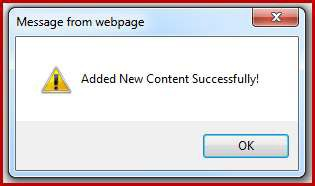 Message from webpage
Added New Content Successfully!
OK